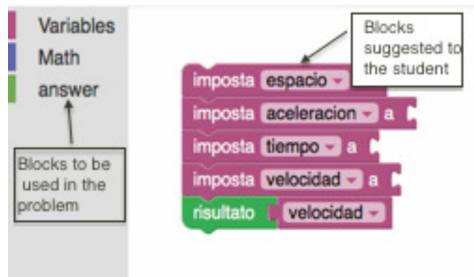 Variables
Math
answer
Blocks to be
used in the
problem
Blocks
suggested to
the student
imposta espacio
imposta aceleracion a
imposta tiempo a
imposta velocidad a
risultato velocidad